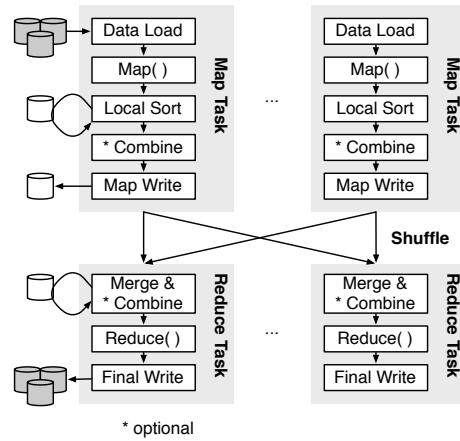 Data Load
Map( )
Local Sort
* Combine
Map Write
Map Task
...
Data Load
Map( )
Local Sort
* Combine
Map Write
Map Task
Shuffle
Merge &
* Combine
Reduce( )
Final Write
Reduce Task
...
Merge &
* Combine
Reduce( )
Final Write
Reduce Task
* optional